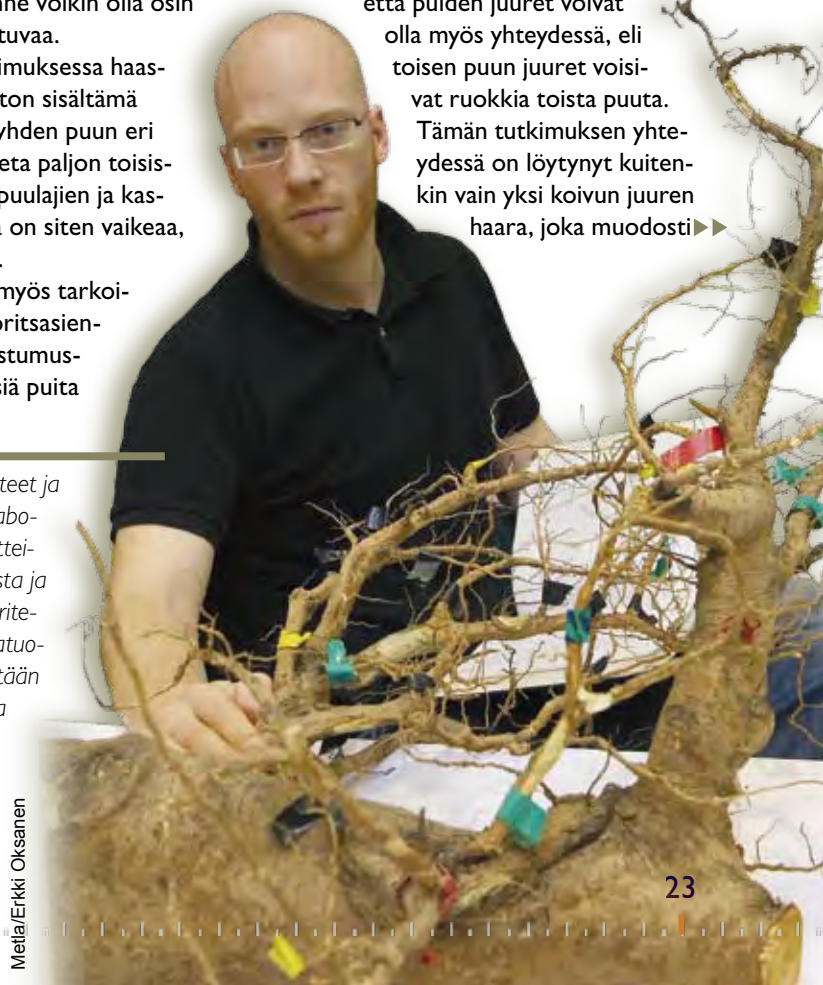 nne voikin olla osin
tuvaa.
imuksessa haas-
ton sisältämä
yhden puun eri
eta paljon toisis-
puulajien ja kas-
on siten vaikeaa,
myös tarkoi-
oritsasien-
stumus-
siä puita
teet ja
abo-
ttei-
sta ja
rite-
atuo-
tään
a
että puiden juuret voivat
olla myös yhteydessä, eli
toisen puun juuret voisi-
vat ruokkia toista puuta.
Tämän tutkimuksen yhte-
ydessä on löytynyt kuiten-
kin vain yksi koivun juuren
haara, joka muodosti▶▶
Metla/Erkki Oksanen
23